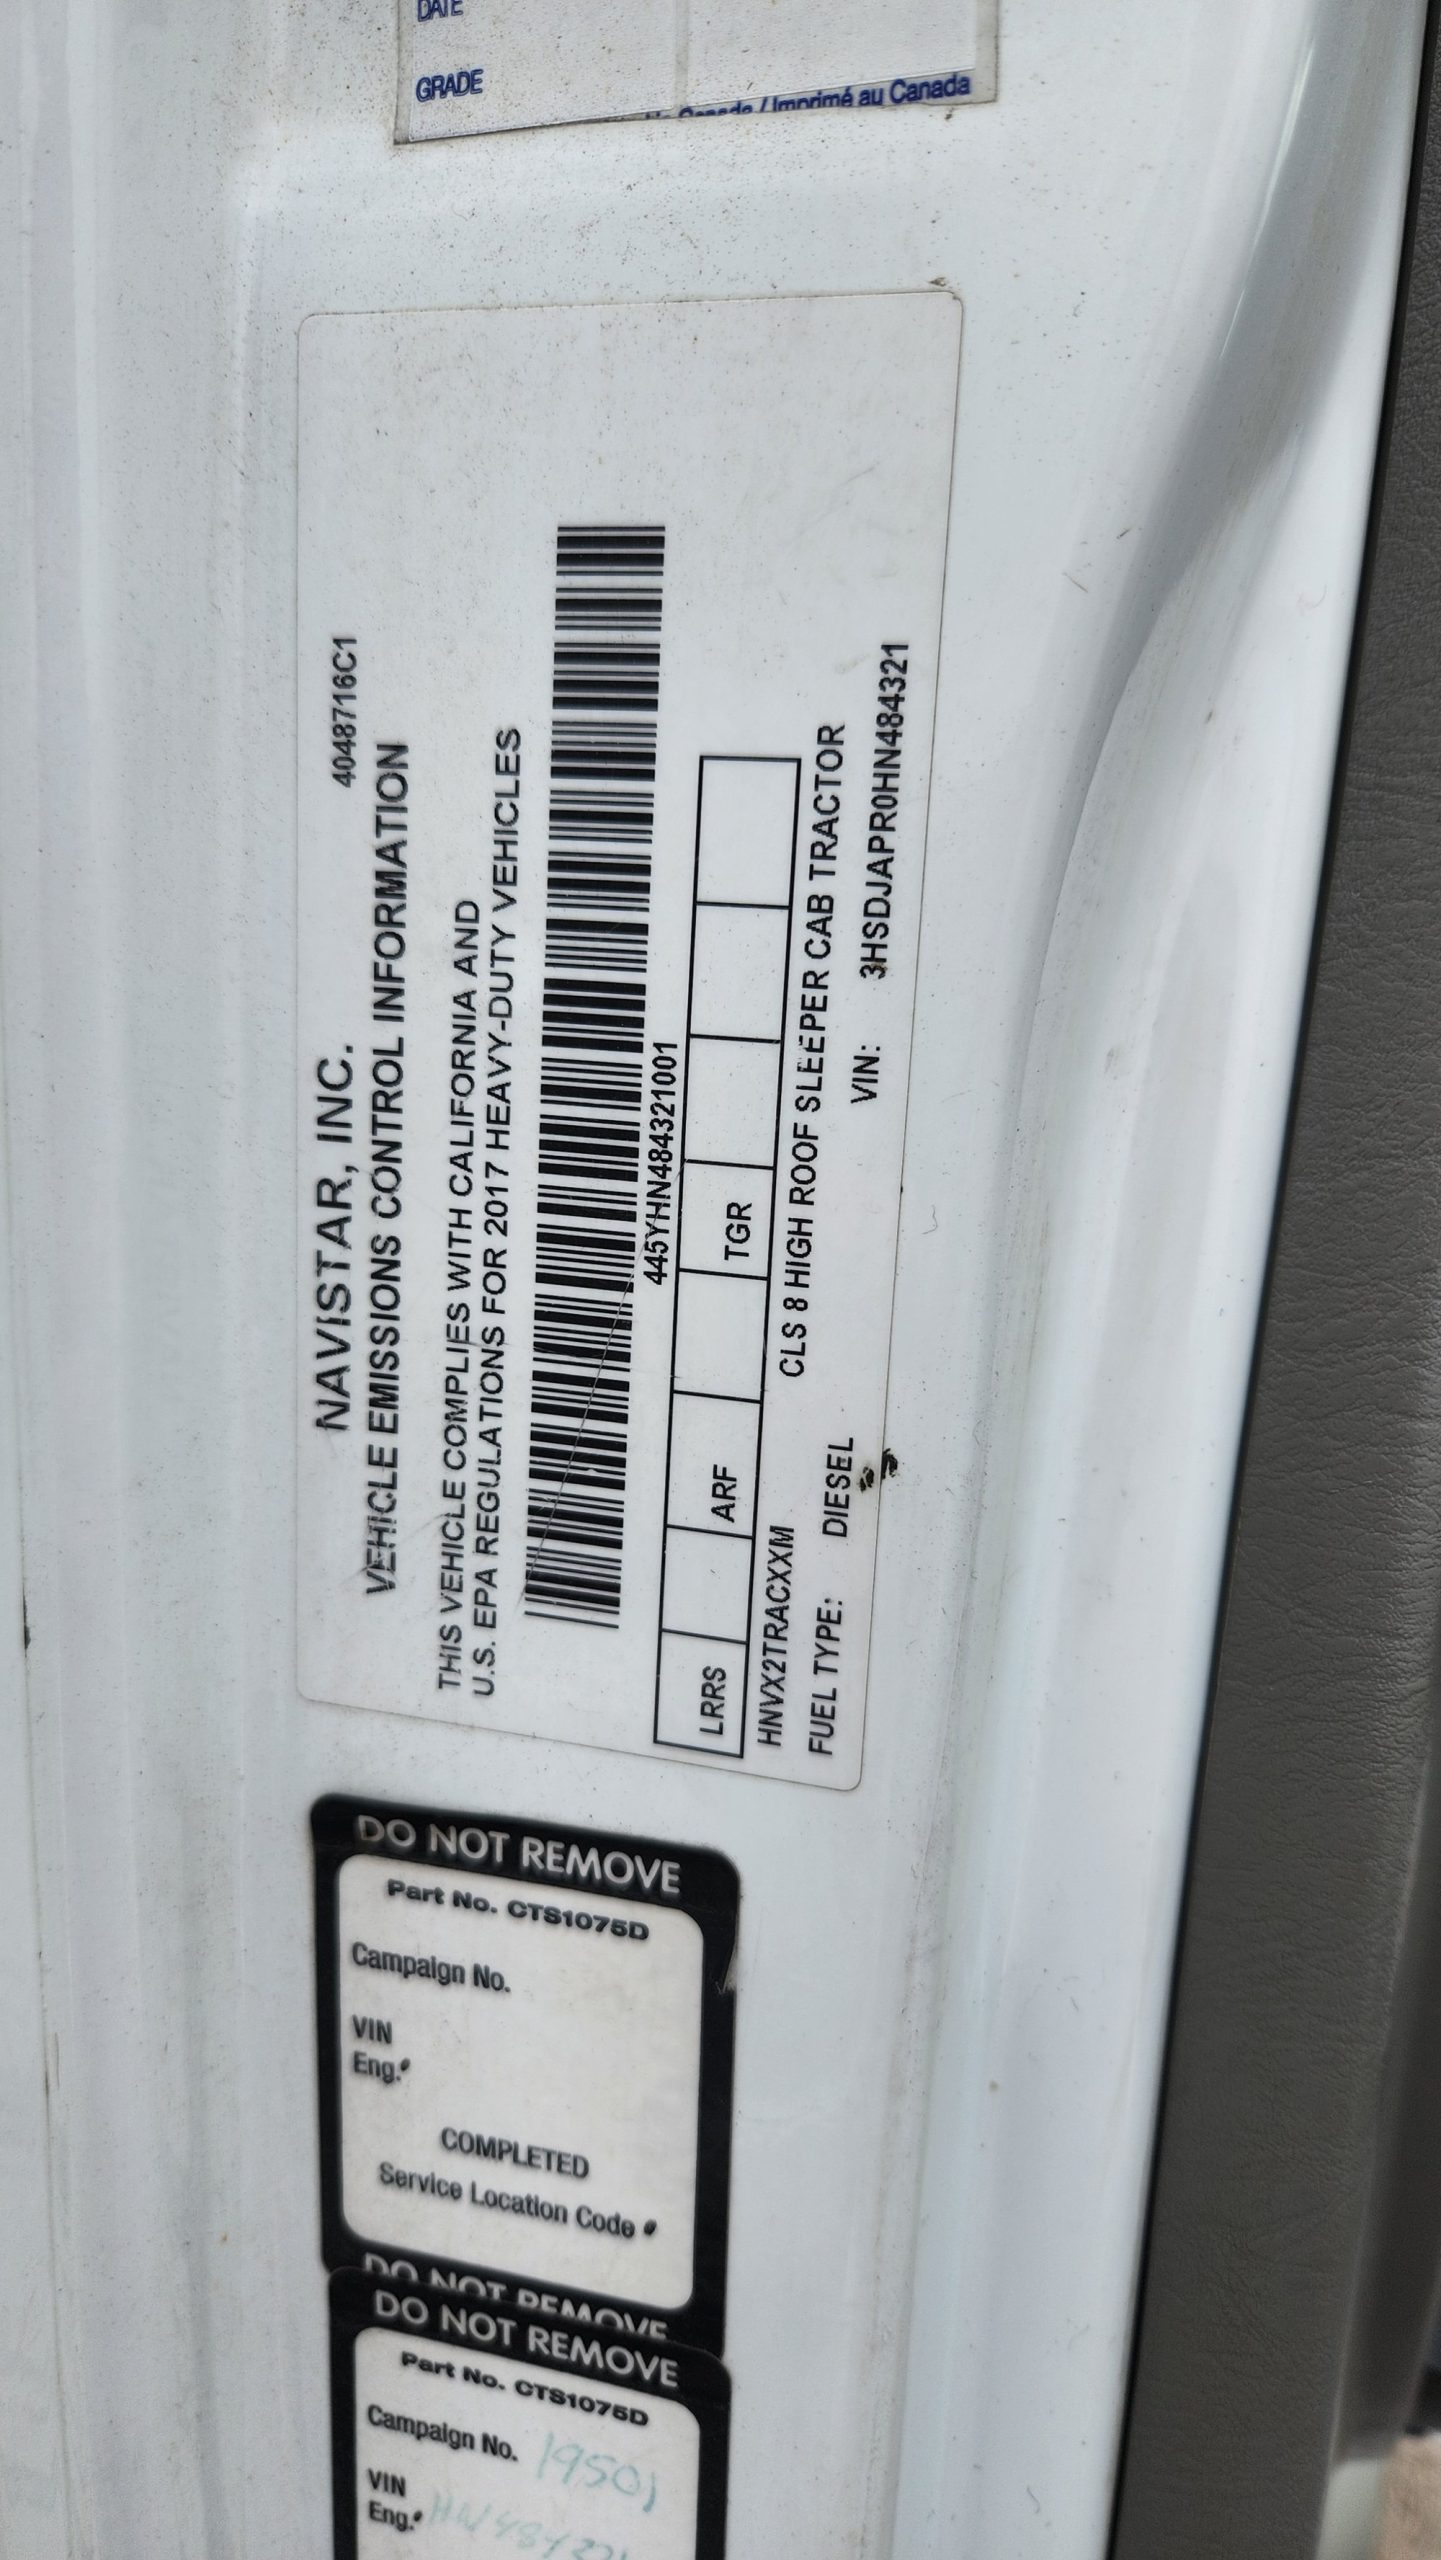 DATE
GRADE
Canada / Imprimé au Canada
4048716C1
NAVISTAR, INC.
VEHICLE EMISSIONS CONTROL INFORMATION
THIS VEHICLE COMPLIES WITH CALIFORNIA AND
U.S. EPA REGULATIONS FOR 2017 HEAVY-DUTY VEHICLES
445YHN484321001
LRRS ARF TGR
HNVX2TRACXXM CLS 8 HIGH ROOF SLEEPER CAB TRACTOR
FUEL TYPE: DIESEL VIN: 3HSDJAPR0HN484321
DO NOT REMOVE
Part No. CTS1075D
Campaign No.
VIN
Eng.
COMPLETED
Service Location Code
DO NOT REMOVE
DO NOT REMOVE
Part No. CTS1075D
Campaign No. 19501
VIN
Eng. HN484321